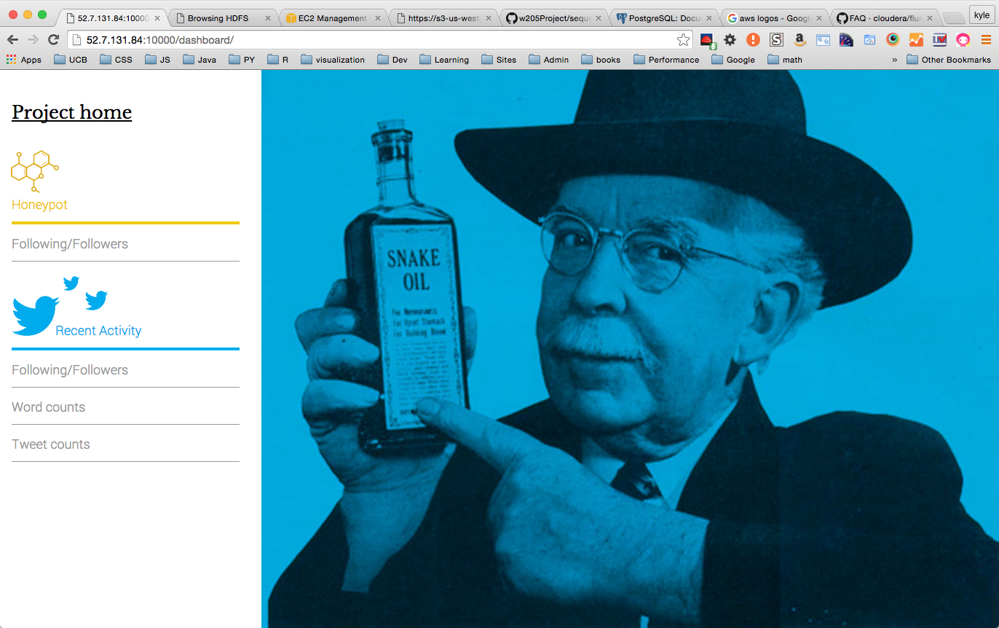 52.7.131.84:10000
Browsing HDFS
EC2 Management
https://s3-us-west
w205Project/seque
PostgreSQL: Docu
aws logos - Google
FAQ · cloudera/flum
kyle
52.7.131.84:10000/dashboard/
Apps
UCB
CSS
JS
Java
PY
R
visualization
Dev
Learning
Sites
Admin
books
Performance
Google
math
»
Other Bookmarks
Project home
Honeypot
Following/Followers
Recent Activity
Following/Followers
Word counts
Tweet counts
SNAKE
OIL
For Nervousness
For Upset Stomach
For Building Blood